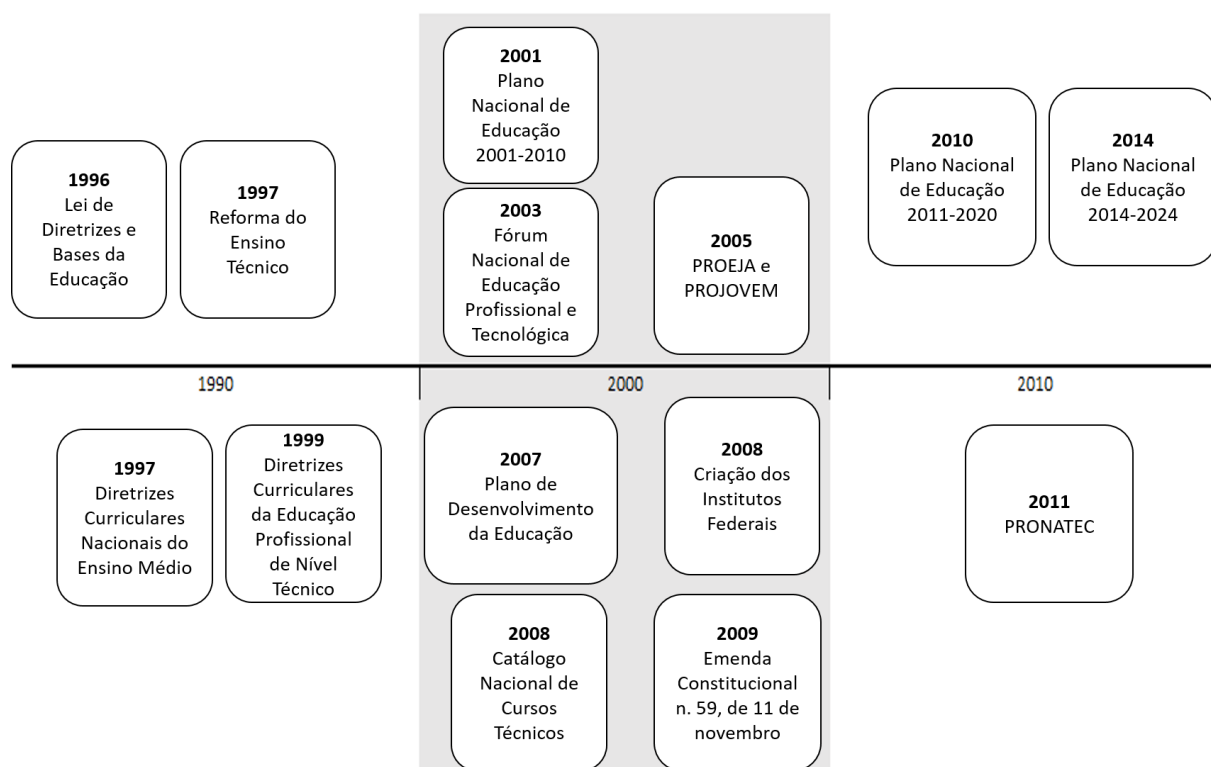 2001
Plano
Nacional de
Educação
2001-2010
1996
Lei de
Diretrizes e
Bases da
Educação
1997
Reforma do
Ensino
Técnico
2003
Fórum
Nacional de
Educação
Profissional e
Tecnológica
2005
PROEJA e
PROJOVEM
2010
Plano Nacional
de Educação
2011-2020
2014
Plano Nacional
de Educação
2014-2024
1990
2000
2010
1997
Diretrizes
Curriculares
Nacionais do
Ensino Médio
1999
Diretrizes
Curriculares
da Educação
Profissional
de Nível
Técnico
2007
Plano de
Desenvolvimento
da Educação
2008
Criação dos
Institutos
Federais
2011
PRONATEC
2008
Catálogo
Nacional de
Cursos
Técnicos
2009
Emenda
Constitucional
n. 59, de 11 de
novembro